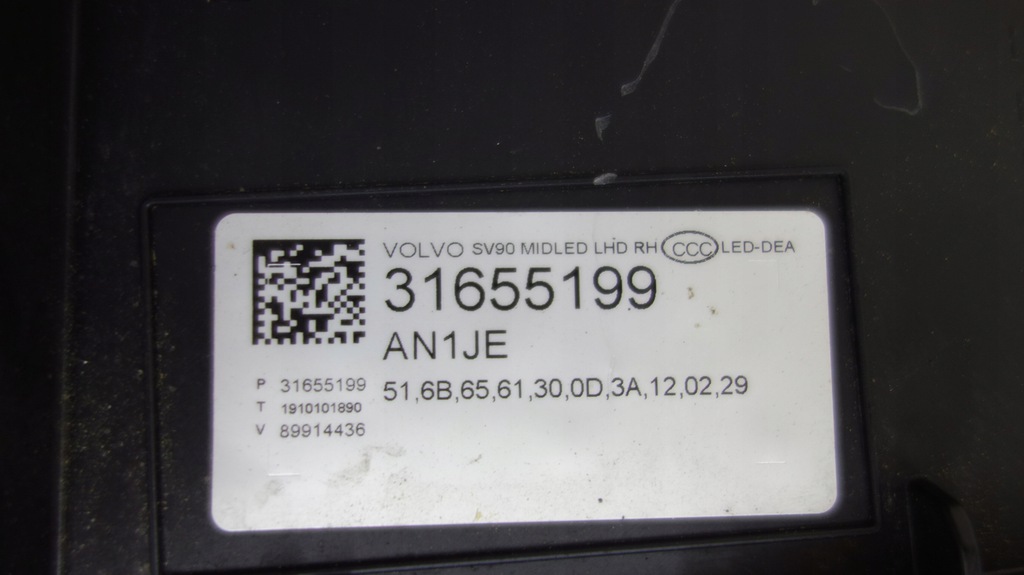 VOLVO SV90 MIDLED LHD RH CCC LED-DEA
31655199
AN1JE
51,6B,65,61,30,0D,3A,12,02,29
P 31655199
T 1910101890
V 89914436